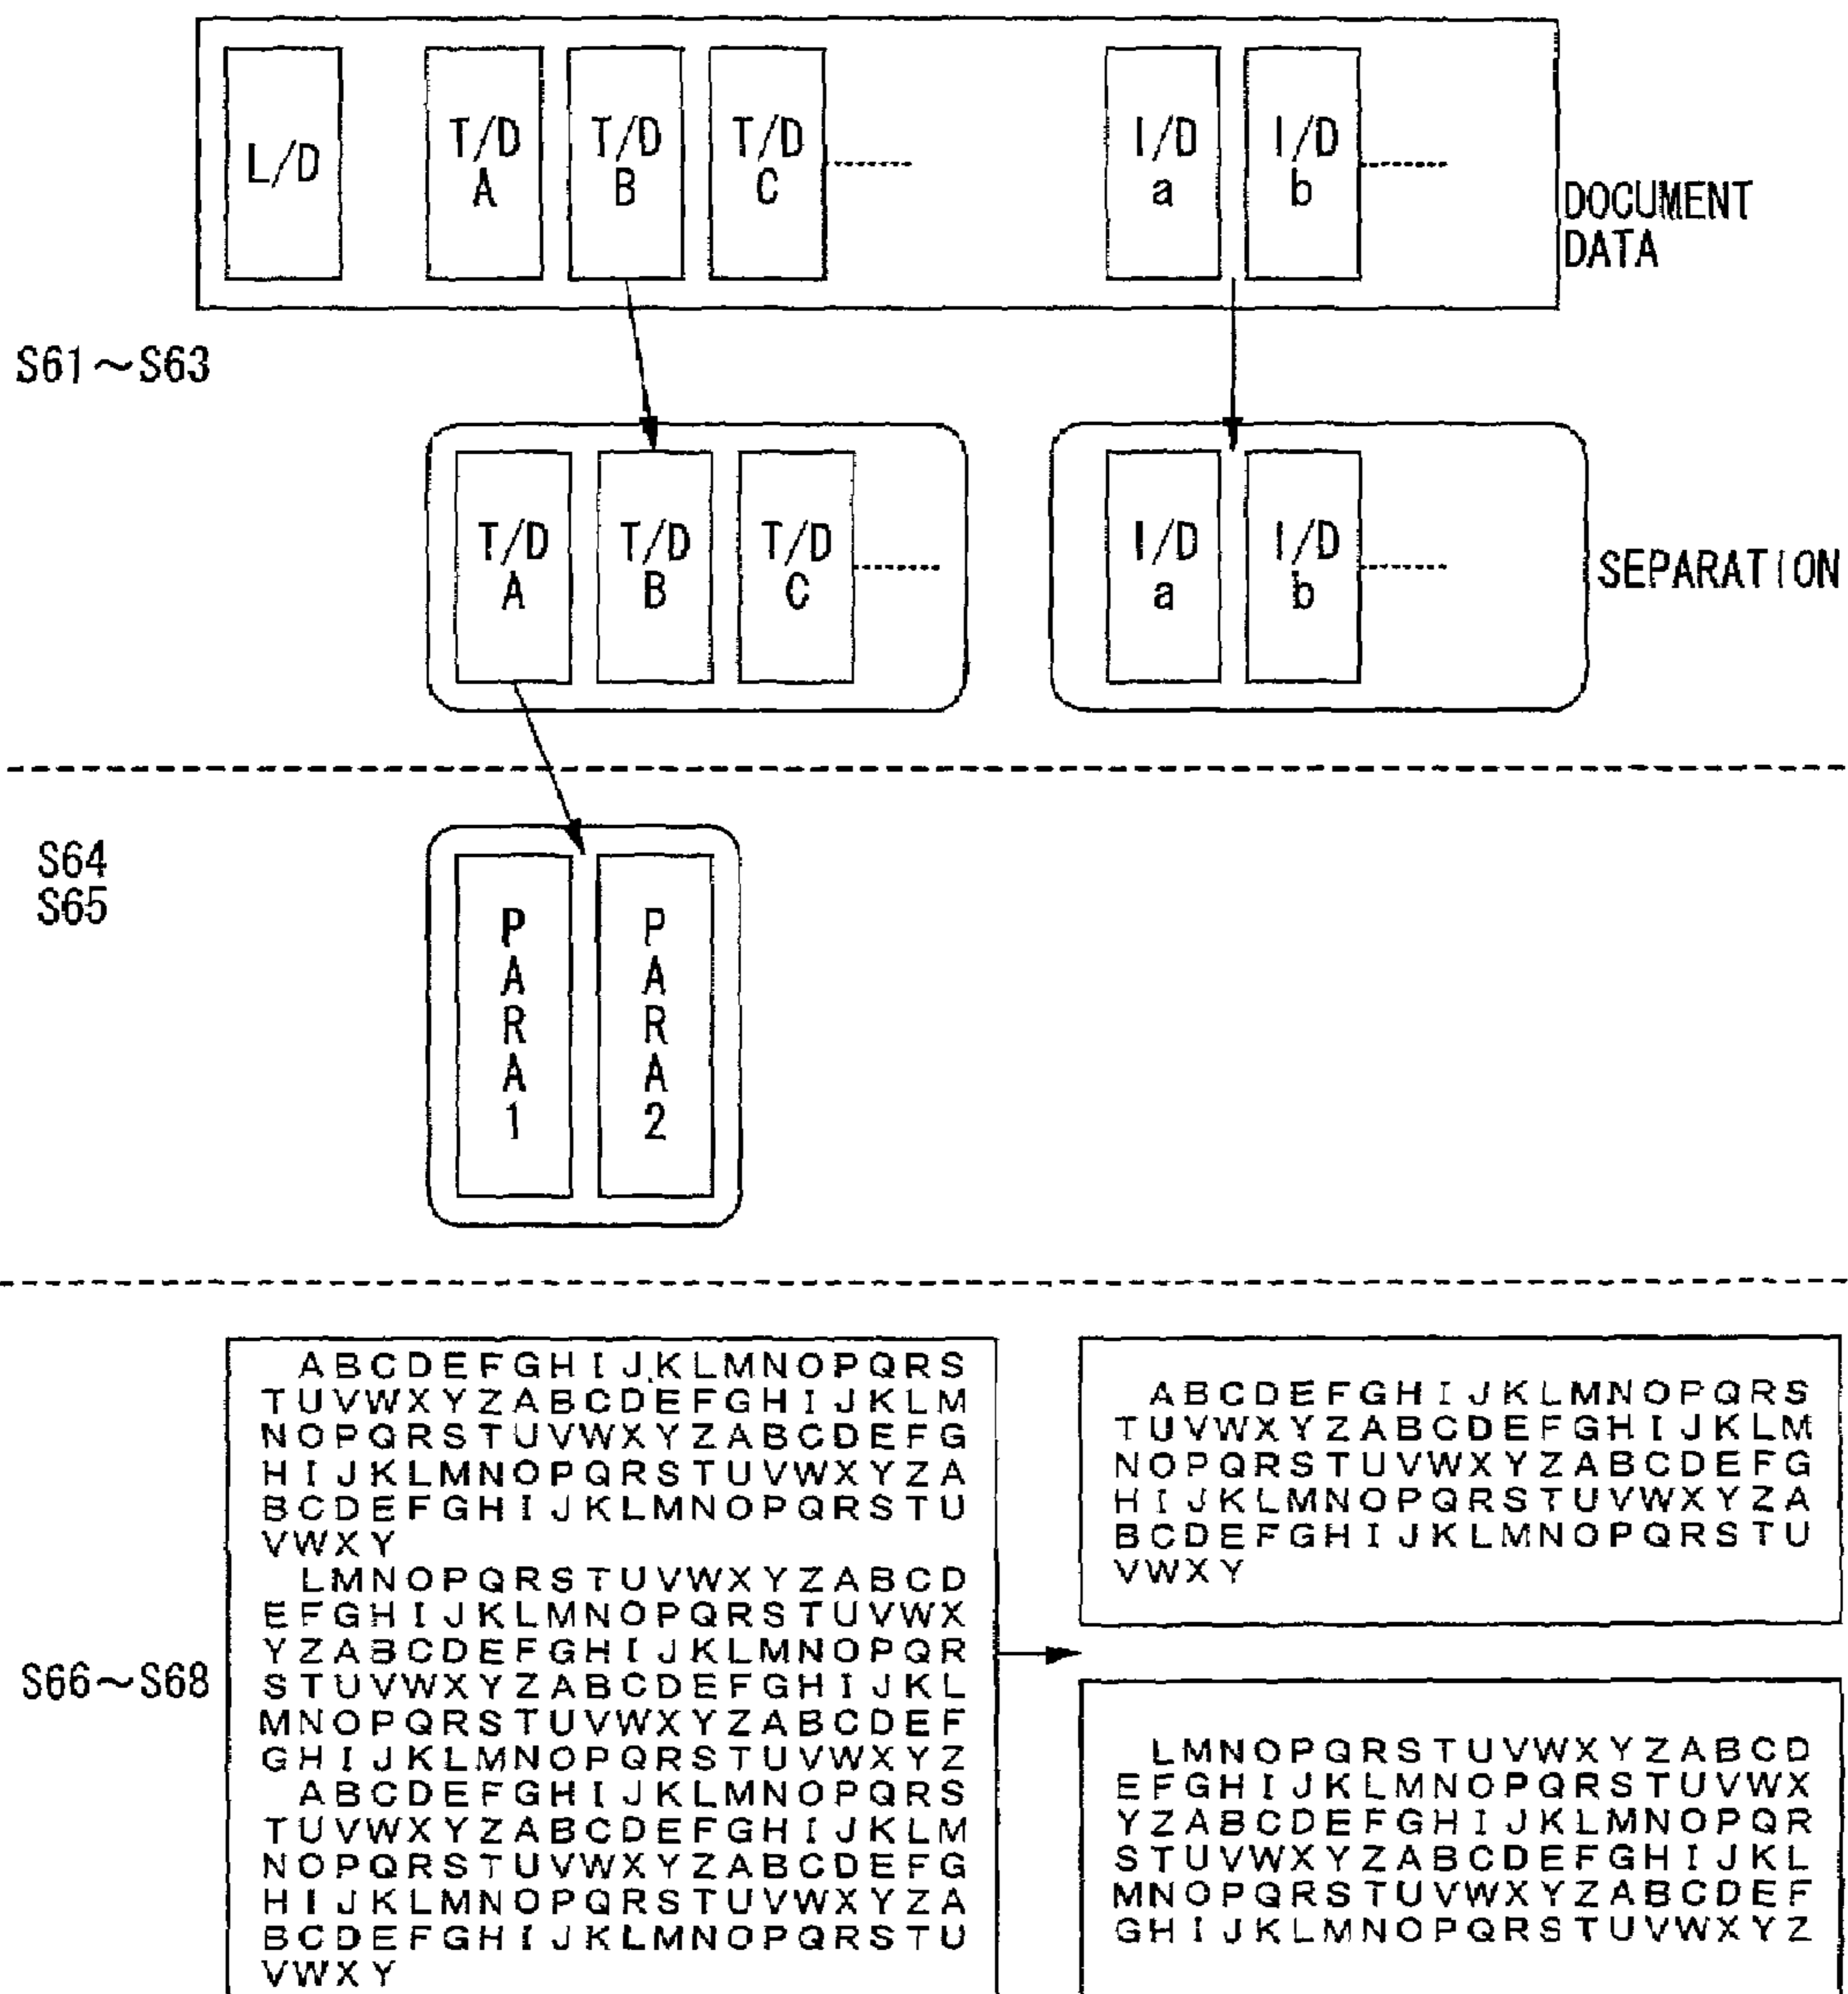 L/D
T/D
A
T/D
B
T/D
C
I/D
a
I/D
b
DOCUMENT
DATA
S61~S63
T/D
A
T/D
B
T/D
C
I/D
a
I/D
b
SEPARATION
S64
S65
PARA1
PARA2
S66~S68
ABCDEFGHIJKLMNOPQRS
TUVWXYZABCDEFGHIJKLM
NOPQRSTUVWXYZABCDEFG
HIJKLMNOPQRSTUVWXYZA
BCDEFGHIJKLMNOPQRSTU
VWXY
LMNOPQRSTUVWXYZABCD
EFGHIJKLMNOPQRSTUVWX
YZABCDEFGHIJKLMNOPQR
STUVWXYZABCDEFGHIJKL
MNOPQRSTUVWXYZABCDEF
GHIJKLMNOPQRSTUVWXYZ
ABCDEFGHIJKLMNOPQRS
TUVWXYZABCDEFGHIJKLM
NOPQRSTUVWXYZABCDEFG
HIJKLMNOPQRSTUVWXYZA
BCDEFGHIJKLMNOPQRSTU
VWXY
ABCDEFGHIJKLMNOPQRS
TUVWXYZABCDEFGHIJKLM
NOPQRSTUVWXYZABCDEFG
HIJKLMNOPQRSTUVWXYZA
BCDEFGHIJKLMNOPQRSTU
VWXY
LMNOPQRSTUVWXYZABCD
EFGHIJKLMNOPQRSTUVWX
YZABCDEFGHIJKLMNOPQR
STUVWXYZABCDEFGHIJKL
MNOPQRSTUVWXYZABCDEF
GHIJKLMNOPQRSTUVWXYZ